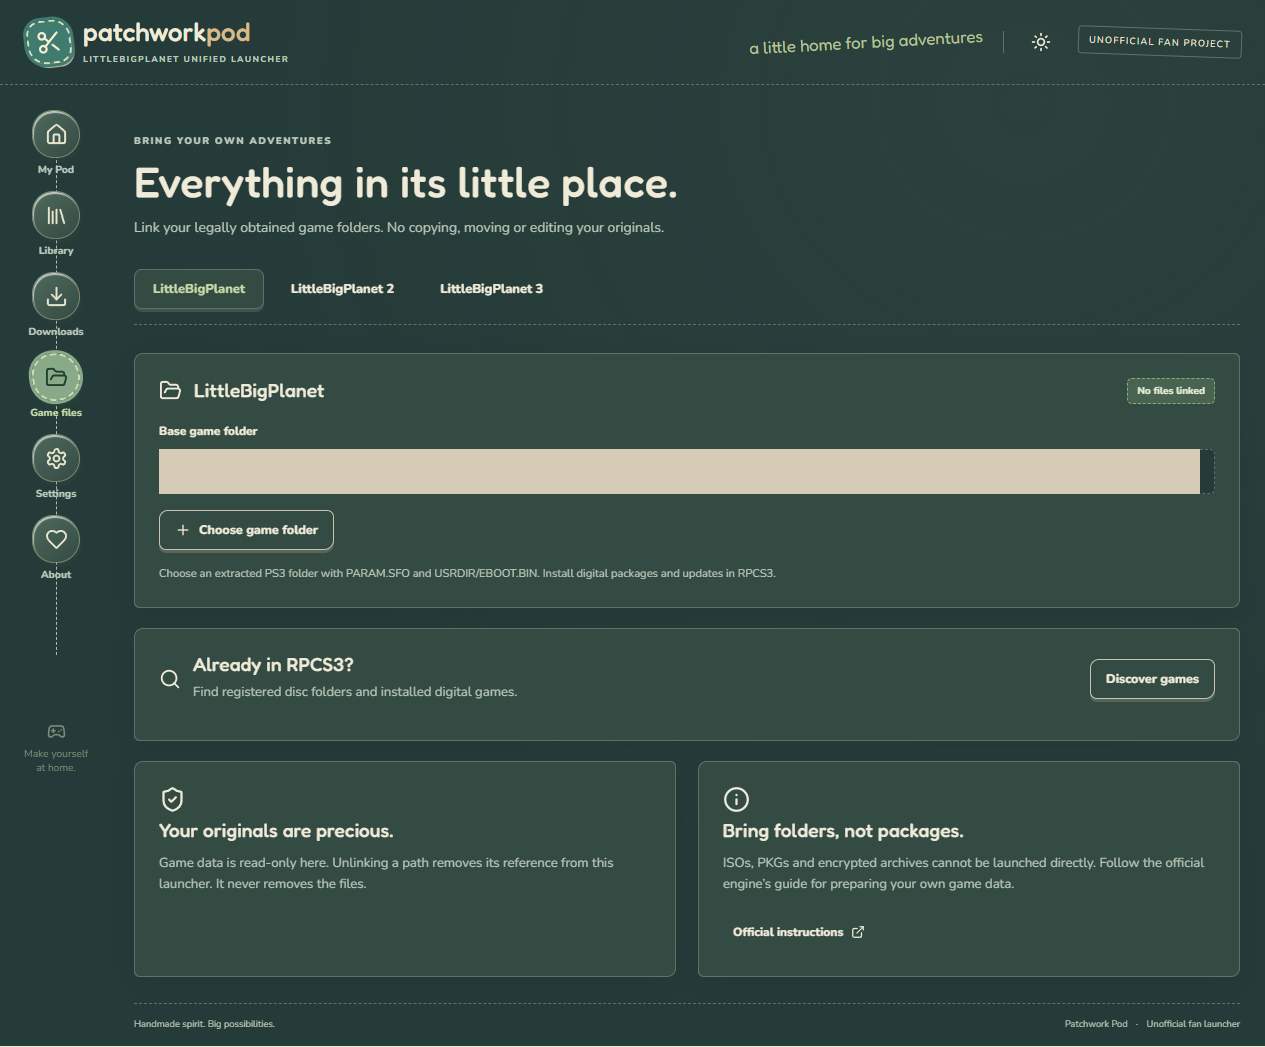 patchworkpod
LITTLEBIGPLANET UNIFIED LAUNCHER
a little home for big adventures
UNOFFICIAL FAN PROJECT
My Pod
Library
Downloads
Game files
Settings
About
Make yourself
at home.
BRING YOUR OWN ADVENTURES
Everything in its little place.
Link your legally obtained game folders. No copying, moving or editing your originals.
LittleBigPlanet
LittleBigPlanet 2
LittleBigPlanet 3
LittleBigPlanet
No files linked
Base game folder
Choose game folder
Choose an extracted PS3 folder with PARAM.SFO and USRDIR/EBOOT.BIN. Install digital packages and updates in RPCS3.
Already in RPCS3?
Find registered disc folders and installed digital games.
Discover games
Your originals are precious.
Game data is read-only here. Unlinking a path removes its reference from this
launcher. It never removes the files.
Bring folders, not packages.
ISOs, PKGs and encrypted archives cannot be launched directly. Follow the official
engine's guide for preparing your own game data.
Official instructions
Handmade spirit. Big possibilities.
Patchwork Pod · Unofficial fan launcher